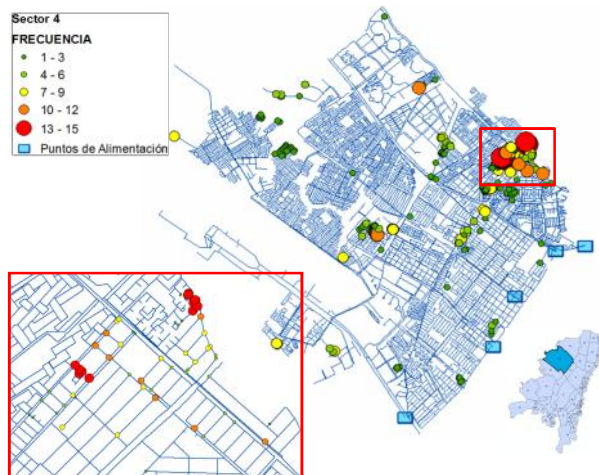 Sector 4
FRECUENCIA
1 - 3
4 - 6
7 - 9
10 - 12
13 - 15
Puntos de Alimentación